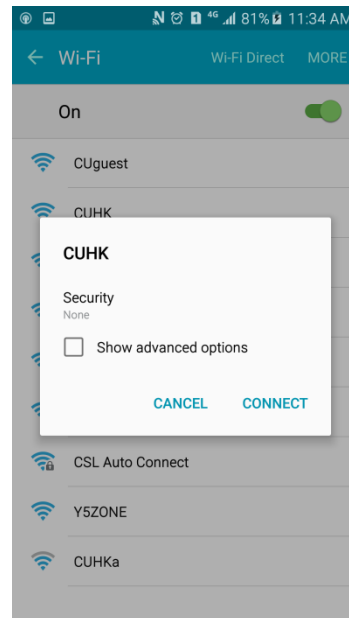 4G 81% 11:34 AM
Wi-Fi Wi-Fi Direct MORE
On
CUguest
CUHK
CUHK
Security
None
Show advanced options
CANCEL CONNECT
CSL Auto Connect
Y5ZONE
CUHKa